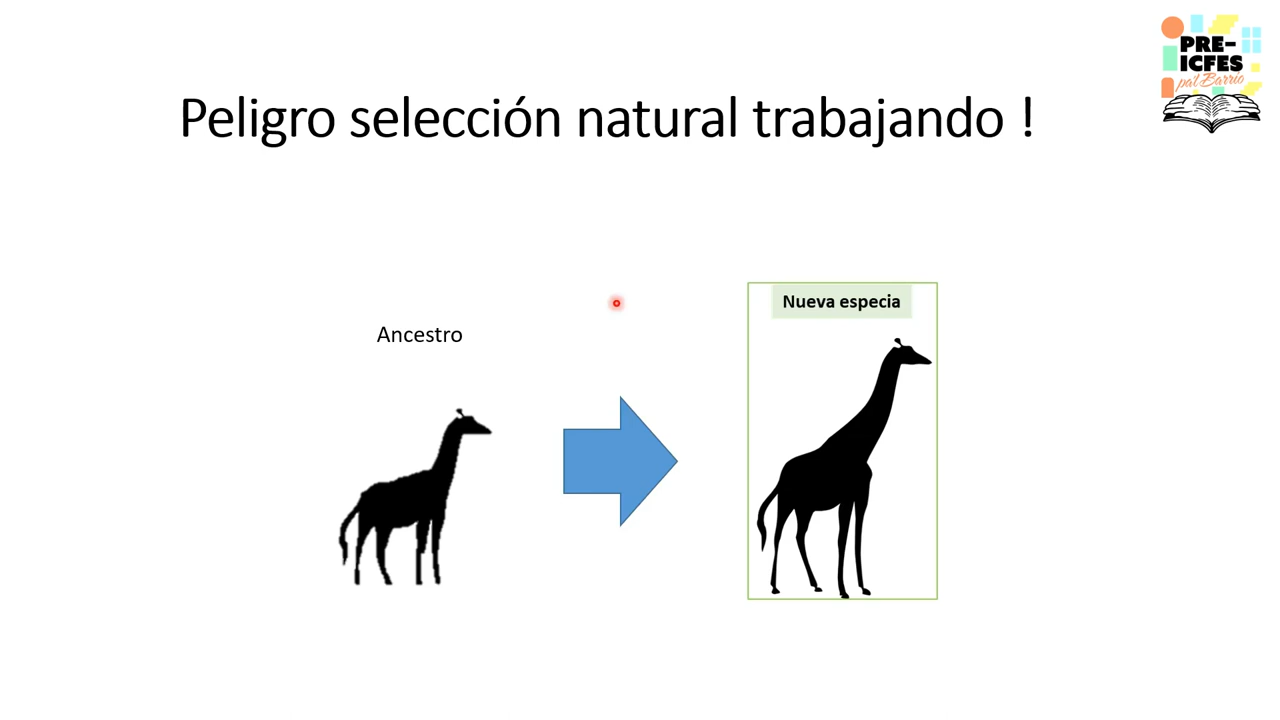 PRE-
ICFES
pa'l Barrio
Peligro selección natural trabajando !
Nueva especia
Ancestro